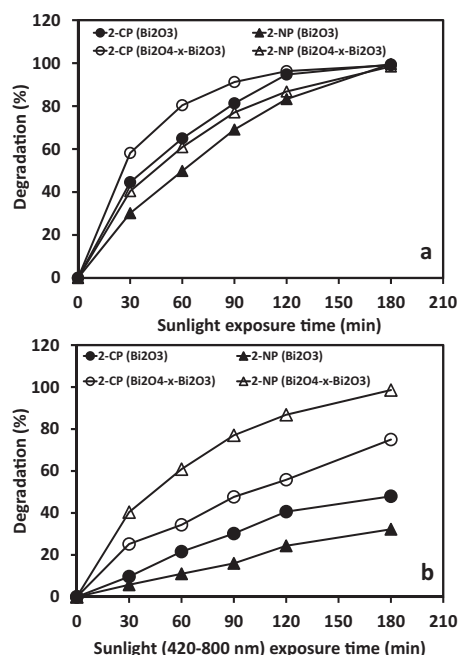 2-CP (Bi2O3) 2-NP (Bi2O3)
2-CP (Bi2O4-x-Bi2O3) 2-NP (Bi2O4-x-Bi2O3)
Degradation (%)
120
100
80
60
40
20
0
0 30 60 90 120 150 180 210
Sunlight exposure time (min)
a
2-CP (Bi2O3) 2-NP (Bi2O3)
2-CP (Bi2O4-x-Bi2O3) 2-NP (Bi2O4-x-Bi2O3)
Degradation (%)
120
100
80
60
40
20
0
0 30 60 90 120 150 180 210
Sunlight (420-800 nm) exposure time (min)
b